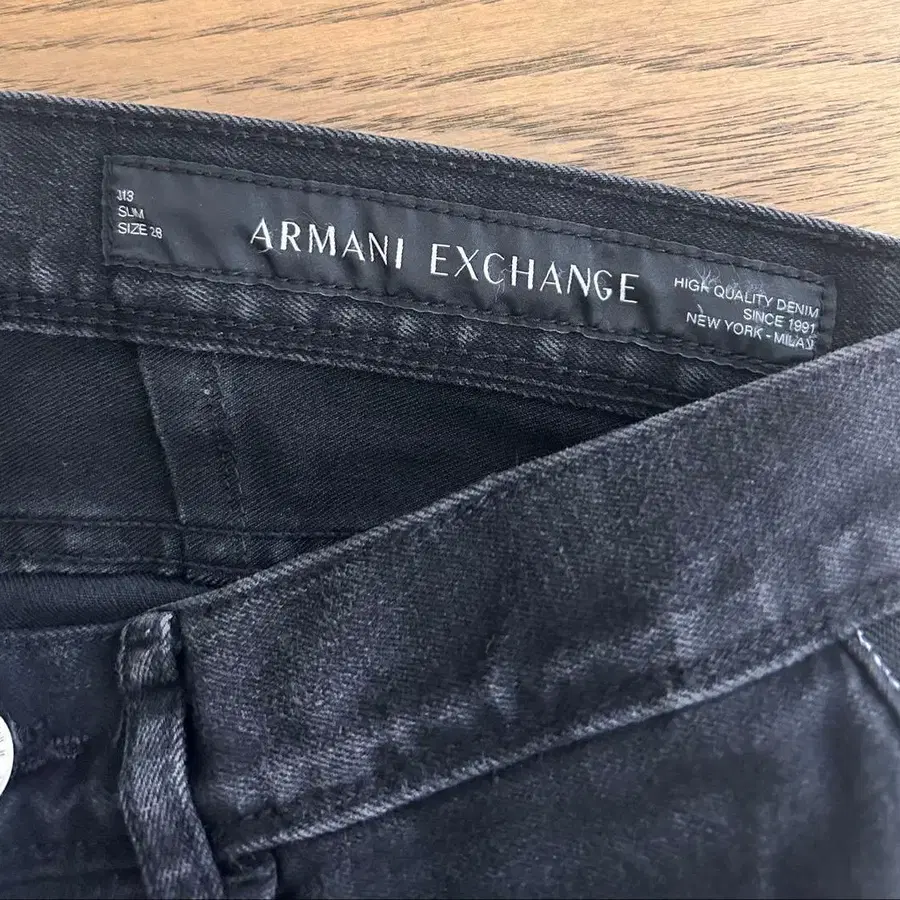 J13
SLIM
SIZE 28
ARMANI EXCHANGE
HIGH QUALITY DENIM
SINCE 1991
NEW YORK - MILAN